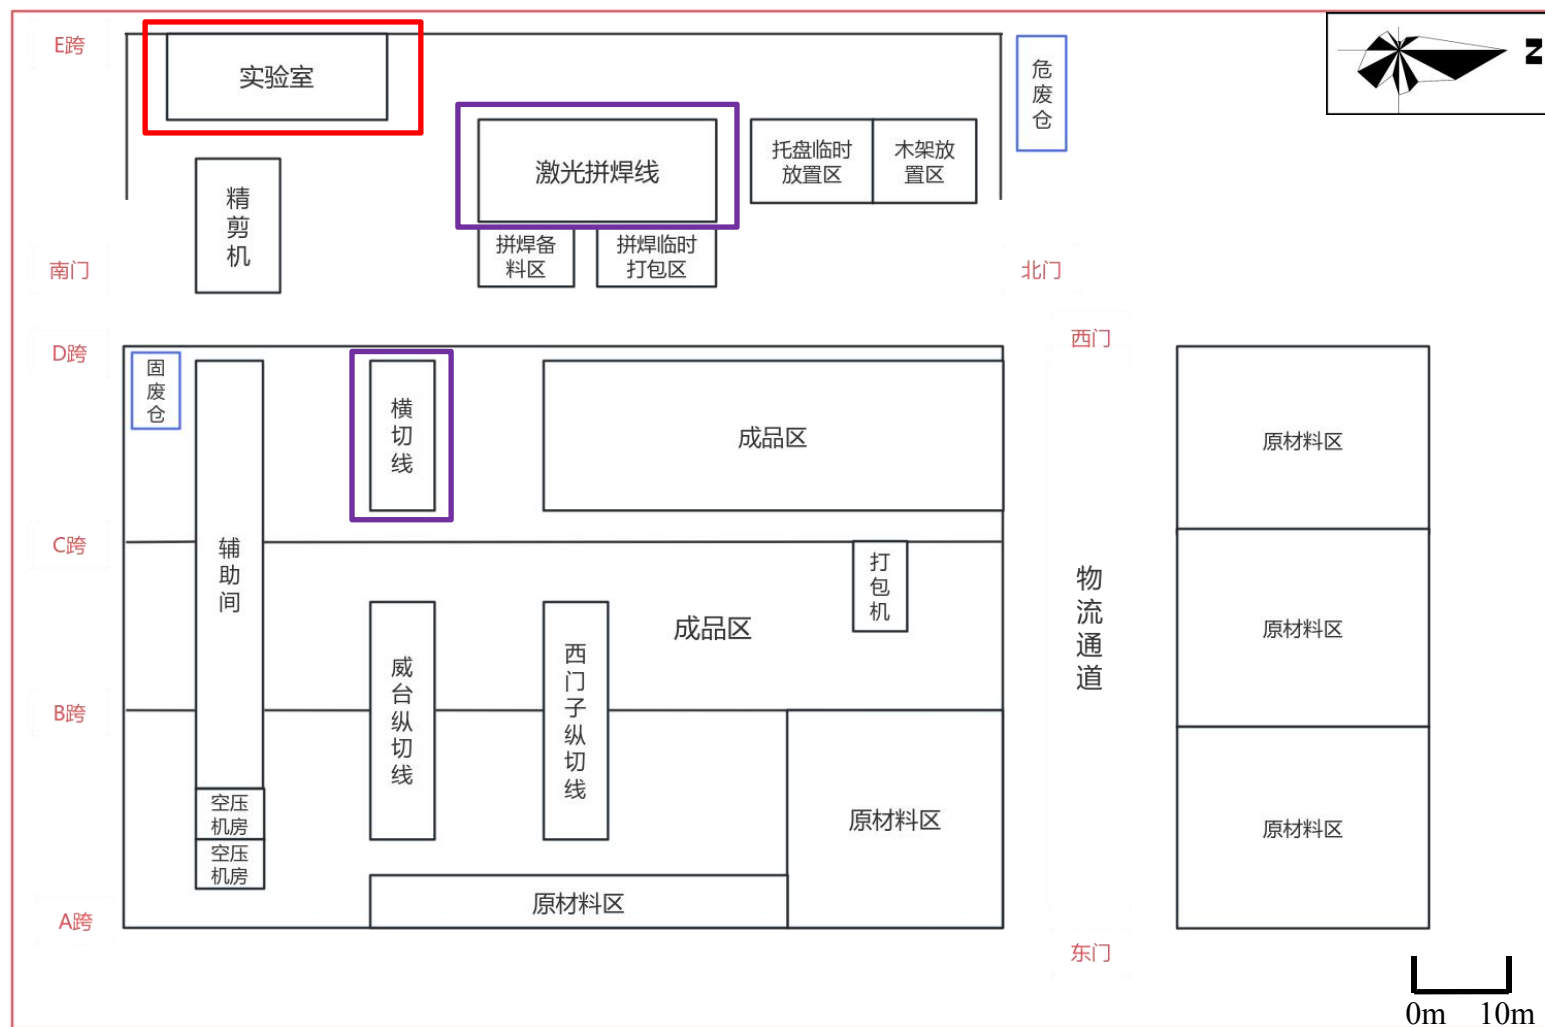 E跨
实验室
危
废
仓
N
激光拼焊线
托盘临时
放置区
木架放
置区
精
剪
机
拼焊备
料区
拼焊临时
打包区
南门
北门
D跨
西门
固
废
仓
横
切
线
成品区
原材料区
C跨
辅
助
间
打
包
机
物
流
通
道
成品区
原材料区
威
台
纵
切
线
西
门
子
纵
切
线
B跨
空压
机房
空压
机房
原材料区
原材料区
原材料区
A跨
东门
0m
10m